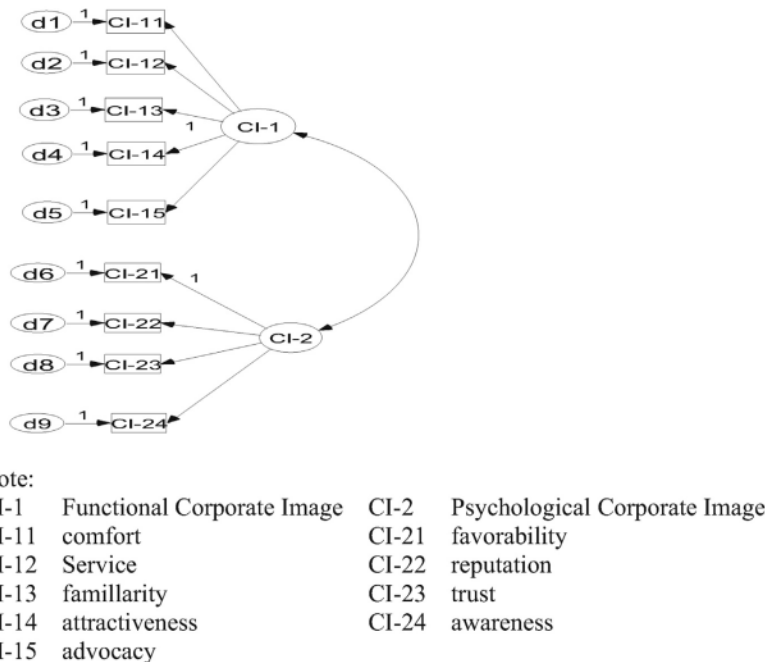 d1 1 CI-11
d2 1 CI-12
d3 1 CI-13
1 CI-1
d4 1 CI-14
d5 1 CI-15
d6 1 CI-21 1
d7 1 CI-22
CI-2
d8 1 CI-23
d9 1 CI-24
ote:
I-1 Functional Corporate Image CI-2 Psychological Corporate Image
I-11 comfort CI-21 favorability
I-12 Service CI-22 reputation
I-13 famillarity CI-23 trust
I-14 attractiveness CI-24 awareness
I-15 advocacy